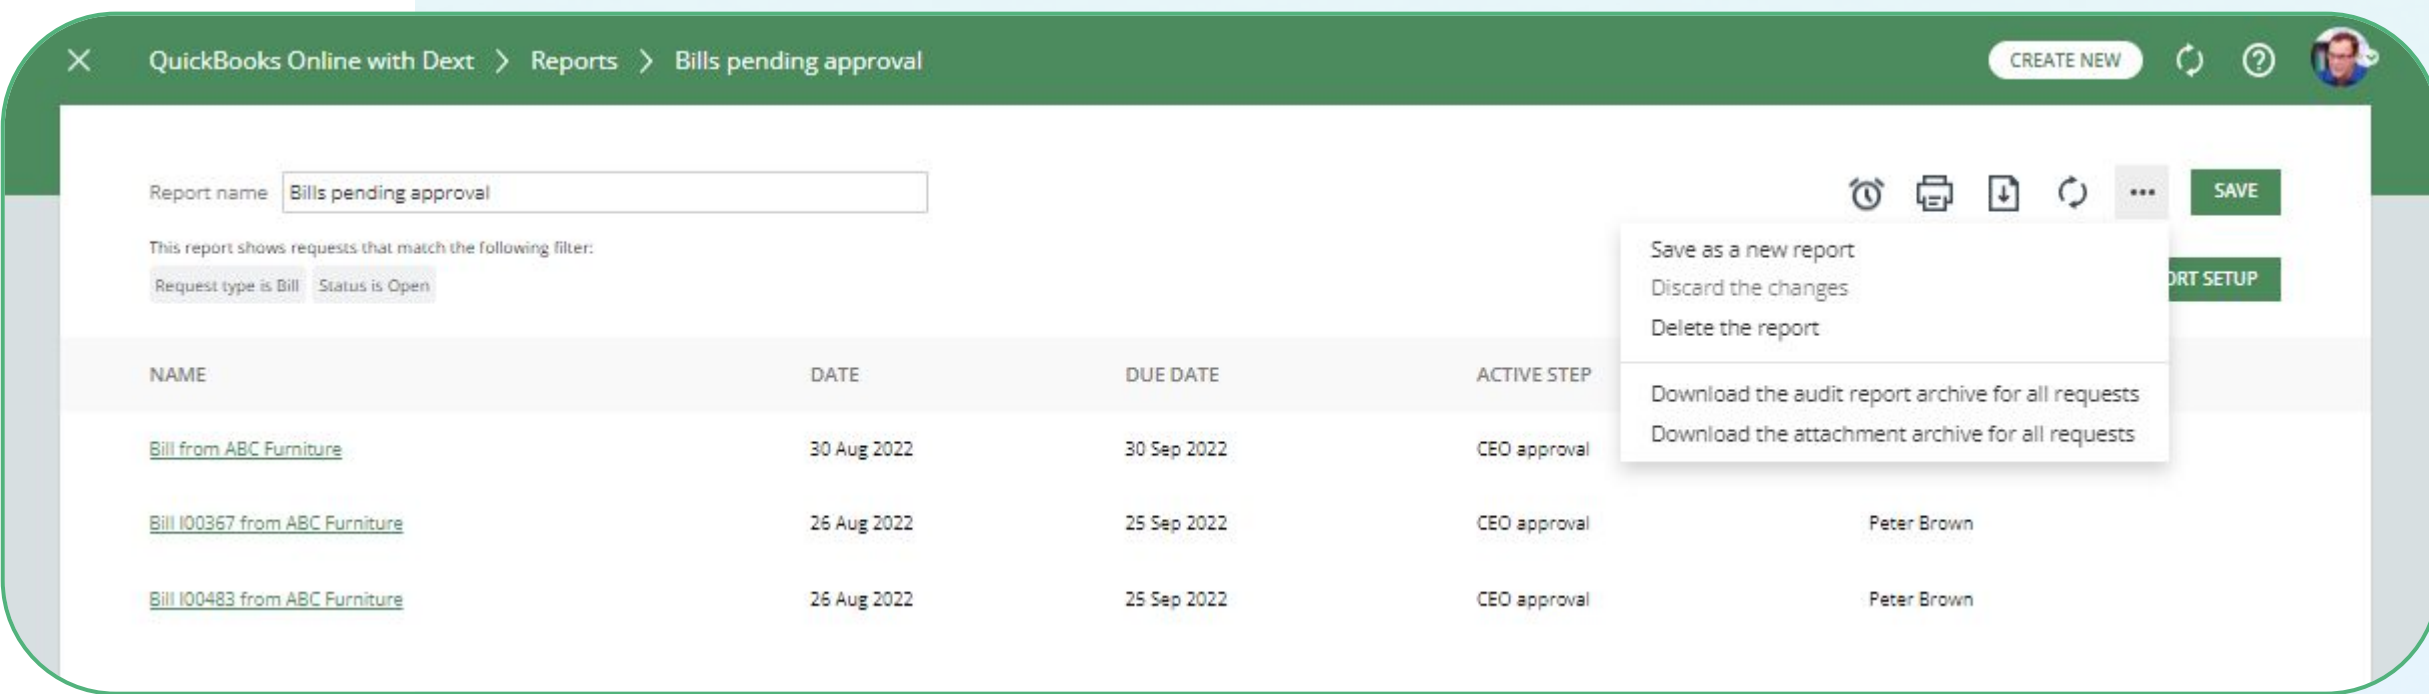 QuickBooks Online with Dext > Reports > Bills pending approval
CREATE NEW
Report name Bills pending approval
SAVE
This report shows requests that match the following filter:
Request type is Bill Status is Open
Save as a new report
Discard the changes
Delete the report
Download the audit report archive for all requests
Download the attachment archive for all requests
ORT SETUP
NAME DATE DUE DATE ACTIVE STEP
Bill from ABC Furniture 30 Aug 2022 30 Sep 2022 CEO approval
Bill I00367 from ABC Furniture 26 Aug 2022 25 Sep 2022 CEO approval Peter Brown
Bill I00483 from ABC Furniture 26 Aug 2022 25 Sep 2022 CEO approval Peter Brown